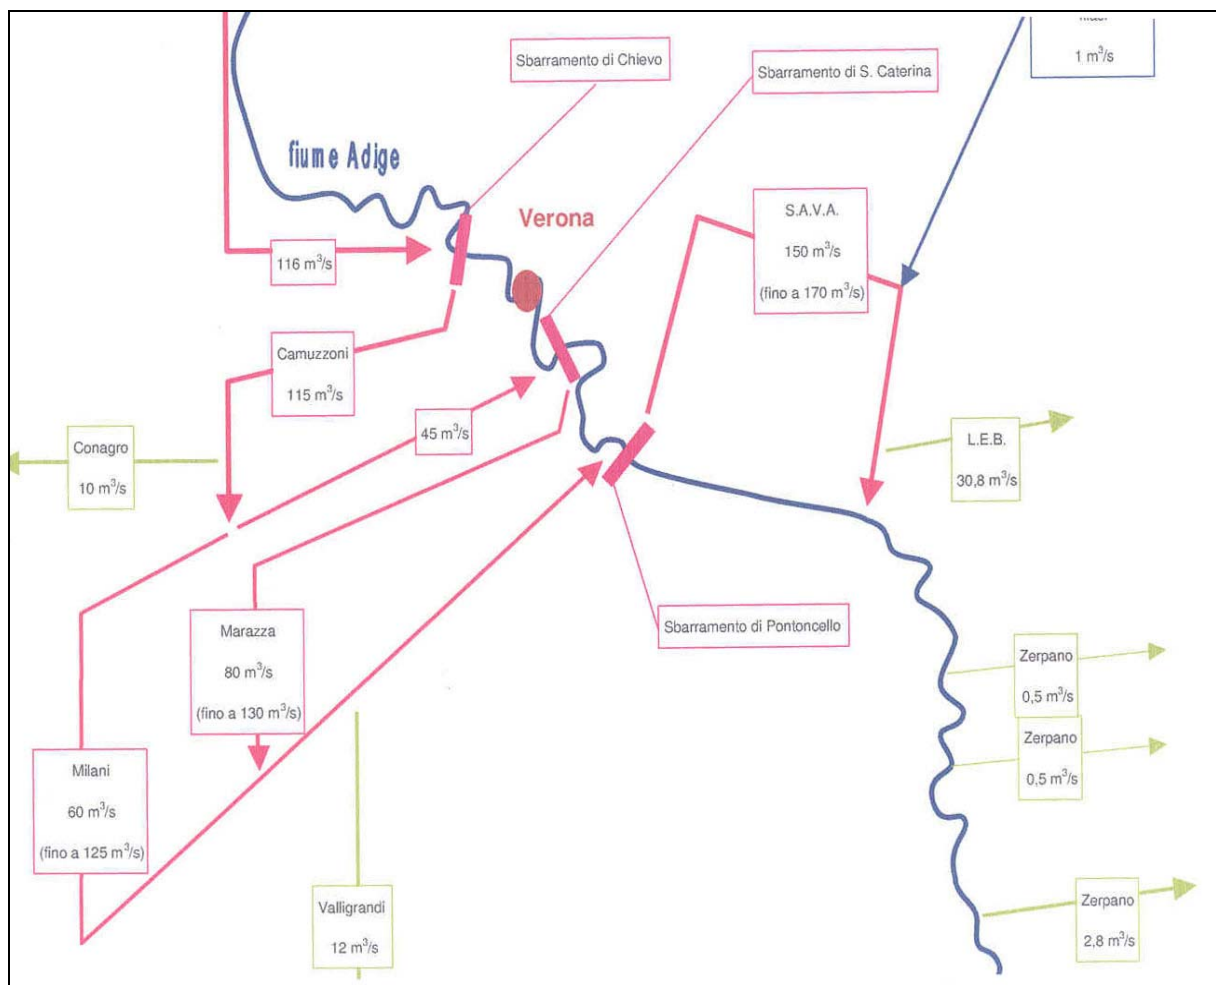 1 m³/s
Sbarramento di Chievo
Sbarramento di S. Caterina
fiume Adige
Verona
S.A.V.A.
150 m³/s
(fino a 170 m³/s)
116 m³/s
Camuzzoni
115 m³/s
45 m³/s
Conagro
10 m³/s
L.E.B.
30,8 m³/s
Marazza
80 m³/s
(fino a 130 m³/s)
Sbarramento di Pontoncello
Zerpano
0,5 m³/s
Zerpano
0,5 m³/s
Milani
60 m³/s
(fino a 125 m³/s)
Valligrandi
12 m³/s
Zerpano
2,8 m³/s